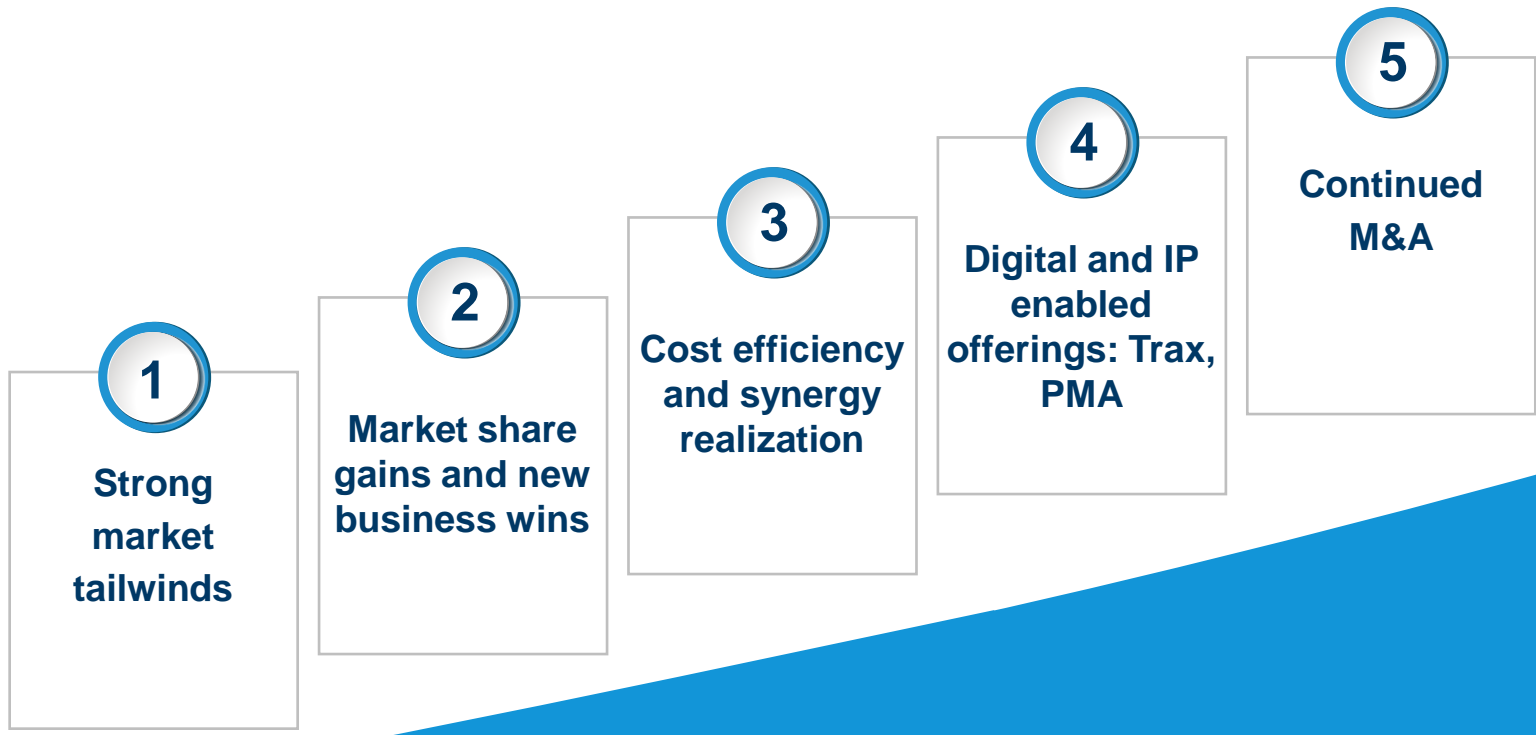 1
Strong
market
tailwinds
2
Market share
gains and new
business wins
3
Cost efficiency
and synergy
realization
4
Digital and IP
enabled
offerings: Trax,
PMA
5
Continued
M&A